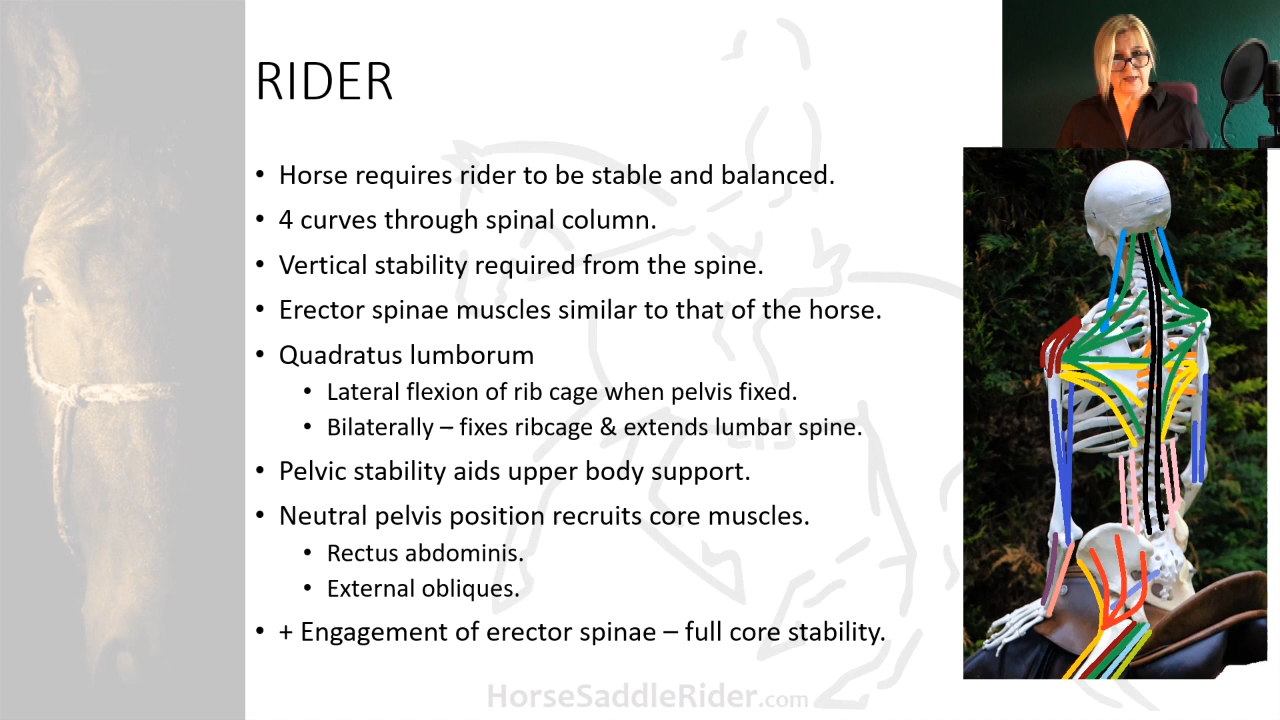 RIDER
• Horse requires rider to be stable and balanced.
• 4 curves through spinal column.
• Vertical stability required from the spine.
• Erector spinae muscles similar to that of the horse.
• Quadratus lumborum
• Lateral flexion of rib cage when pelvis fixed.
• Bilaterally – fixes ribcage & extends lumbar spine.
• Pelvic stability aids upper body support.
• Neutral pelvis position recruits core muscles.
• Rectus abdominis.
• External obliques.
• + Engagement of erector spinae – full core stability.
HorseSaddleRider.com